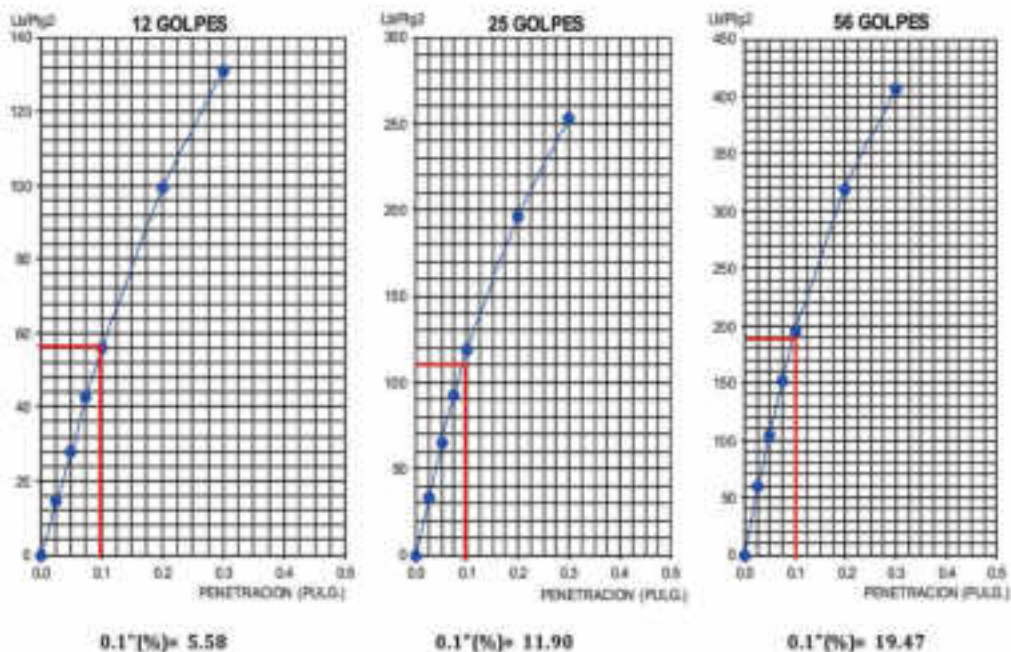 Lb/Plg2
12 GOLPES
140
120
100
80
60
40
20
0
0.0 0.1 0.2 0.3 0.4 0.5
PENETRACION (PULG.)
0.1"(%)= 5.58
Lb/Plg2
25 GOLPES
300
250
200
150
100
50
0
0.0 0.1 0.2 0.3 0.4 0.5
PENETRACION (PULG.)
0.1"(%)= 11.90
Lb/Plg2
56 GOLPES
450
400
350
300
250
200
150
100
50
0
0.0 0.1 0.2 0.3 0.4 0.5
PENETRACION (PULG.)
0.1"(%)= 19.47